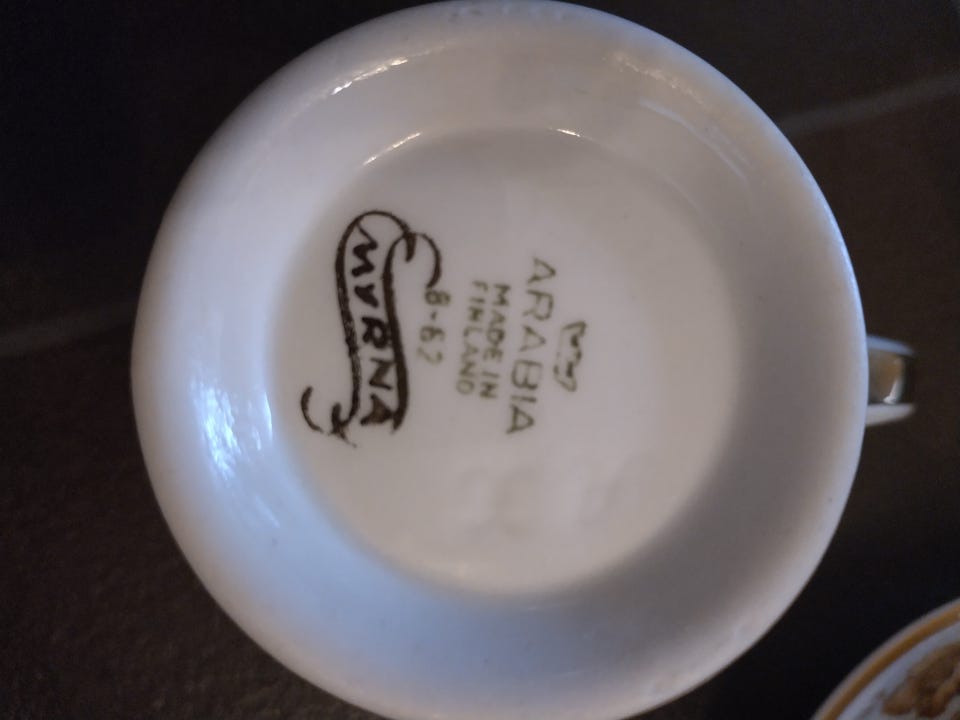 ARABIA
MADE IN
FINLAND
8-62
MYRNA